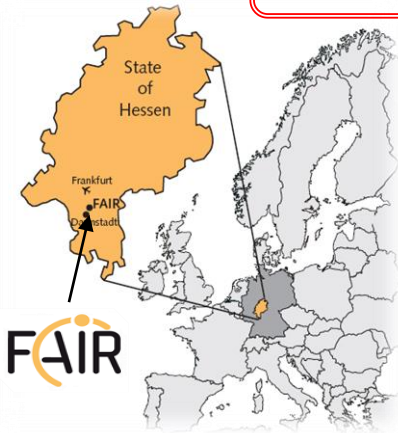 State
of
Hessen
Frankfurt
FAIR
Darmstadt
FAIR